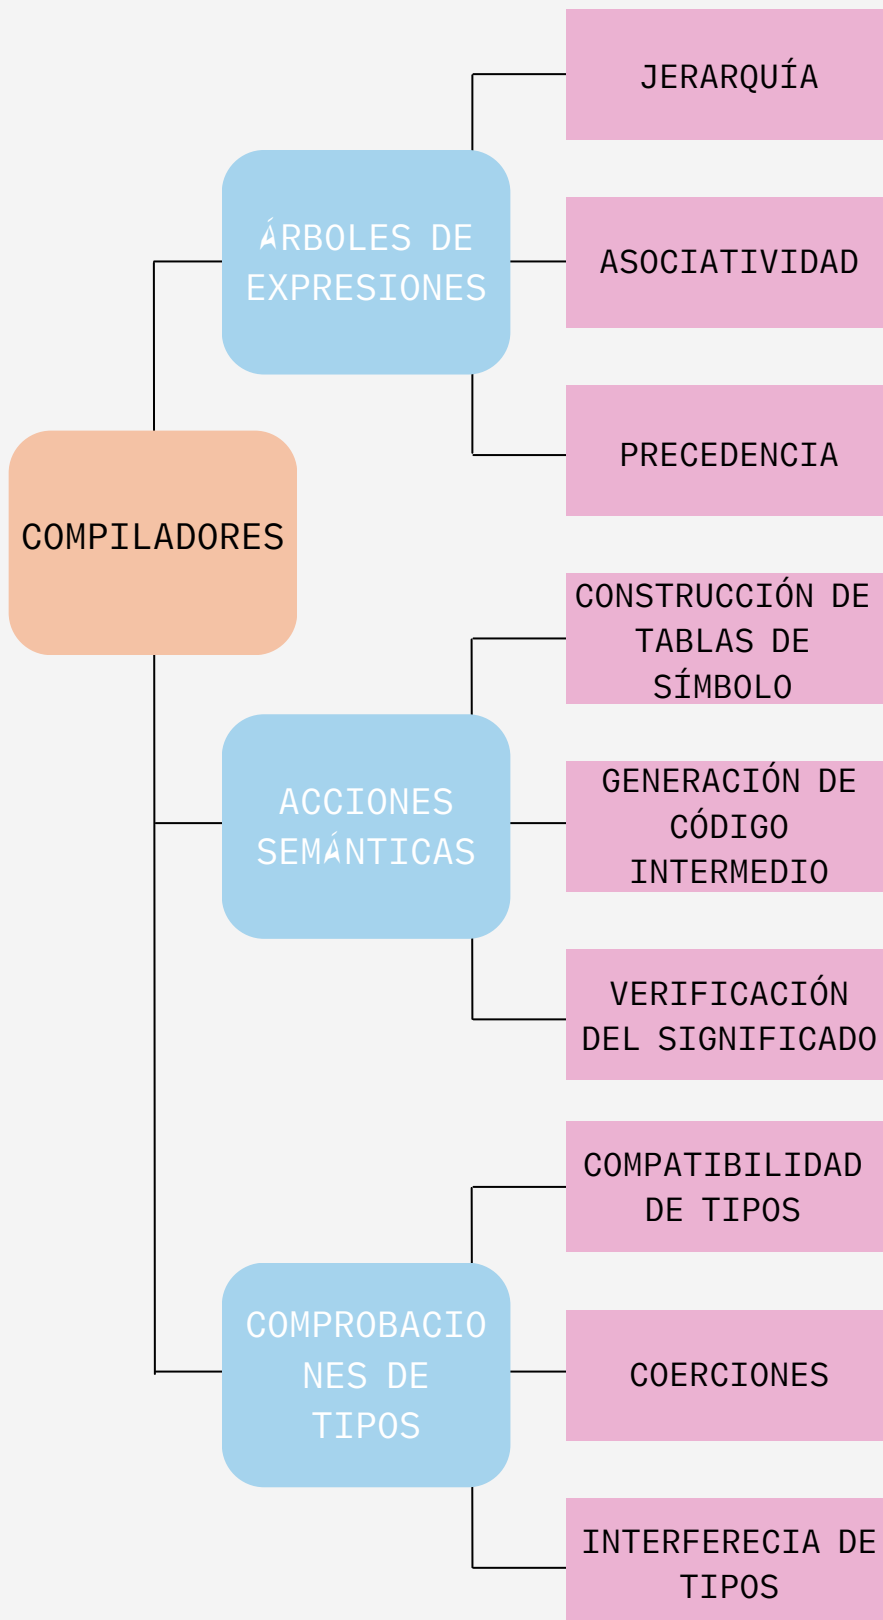 JERARQUÍA
ÁRBOLES DE
EXPRESIONES
ASOCIATIVIDAD
PRECEDENCIA
COMPILADORES
CONSTRUCCIÓN DE
TABLAS DE
SÍMBOLO
ACCIONES
SEMÁNTICAS
GENERACIÓN DE
CÓDIGO
INTERMEDIO
VERIFICACIÓN
DEL SIGNIFICADO
COMPATIBILIDAD
DE TIPOS
COMPROBACIO
NES DE
TIPOS
COERCIONES
INTERFERECIA DE
TIPOS